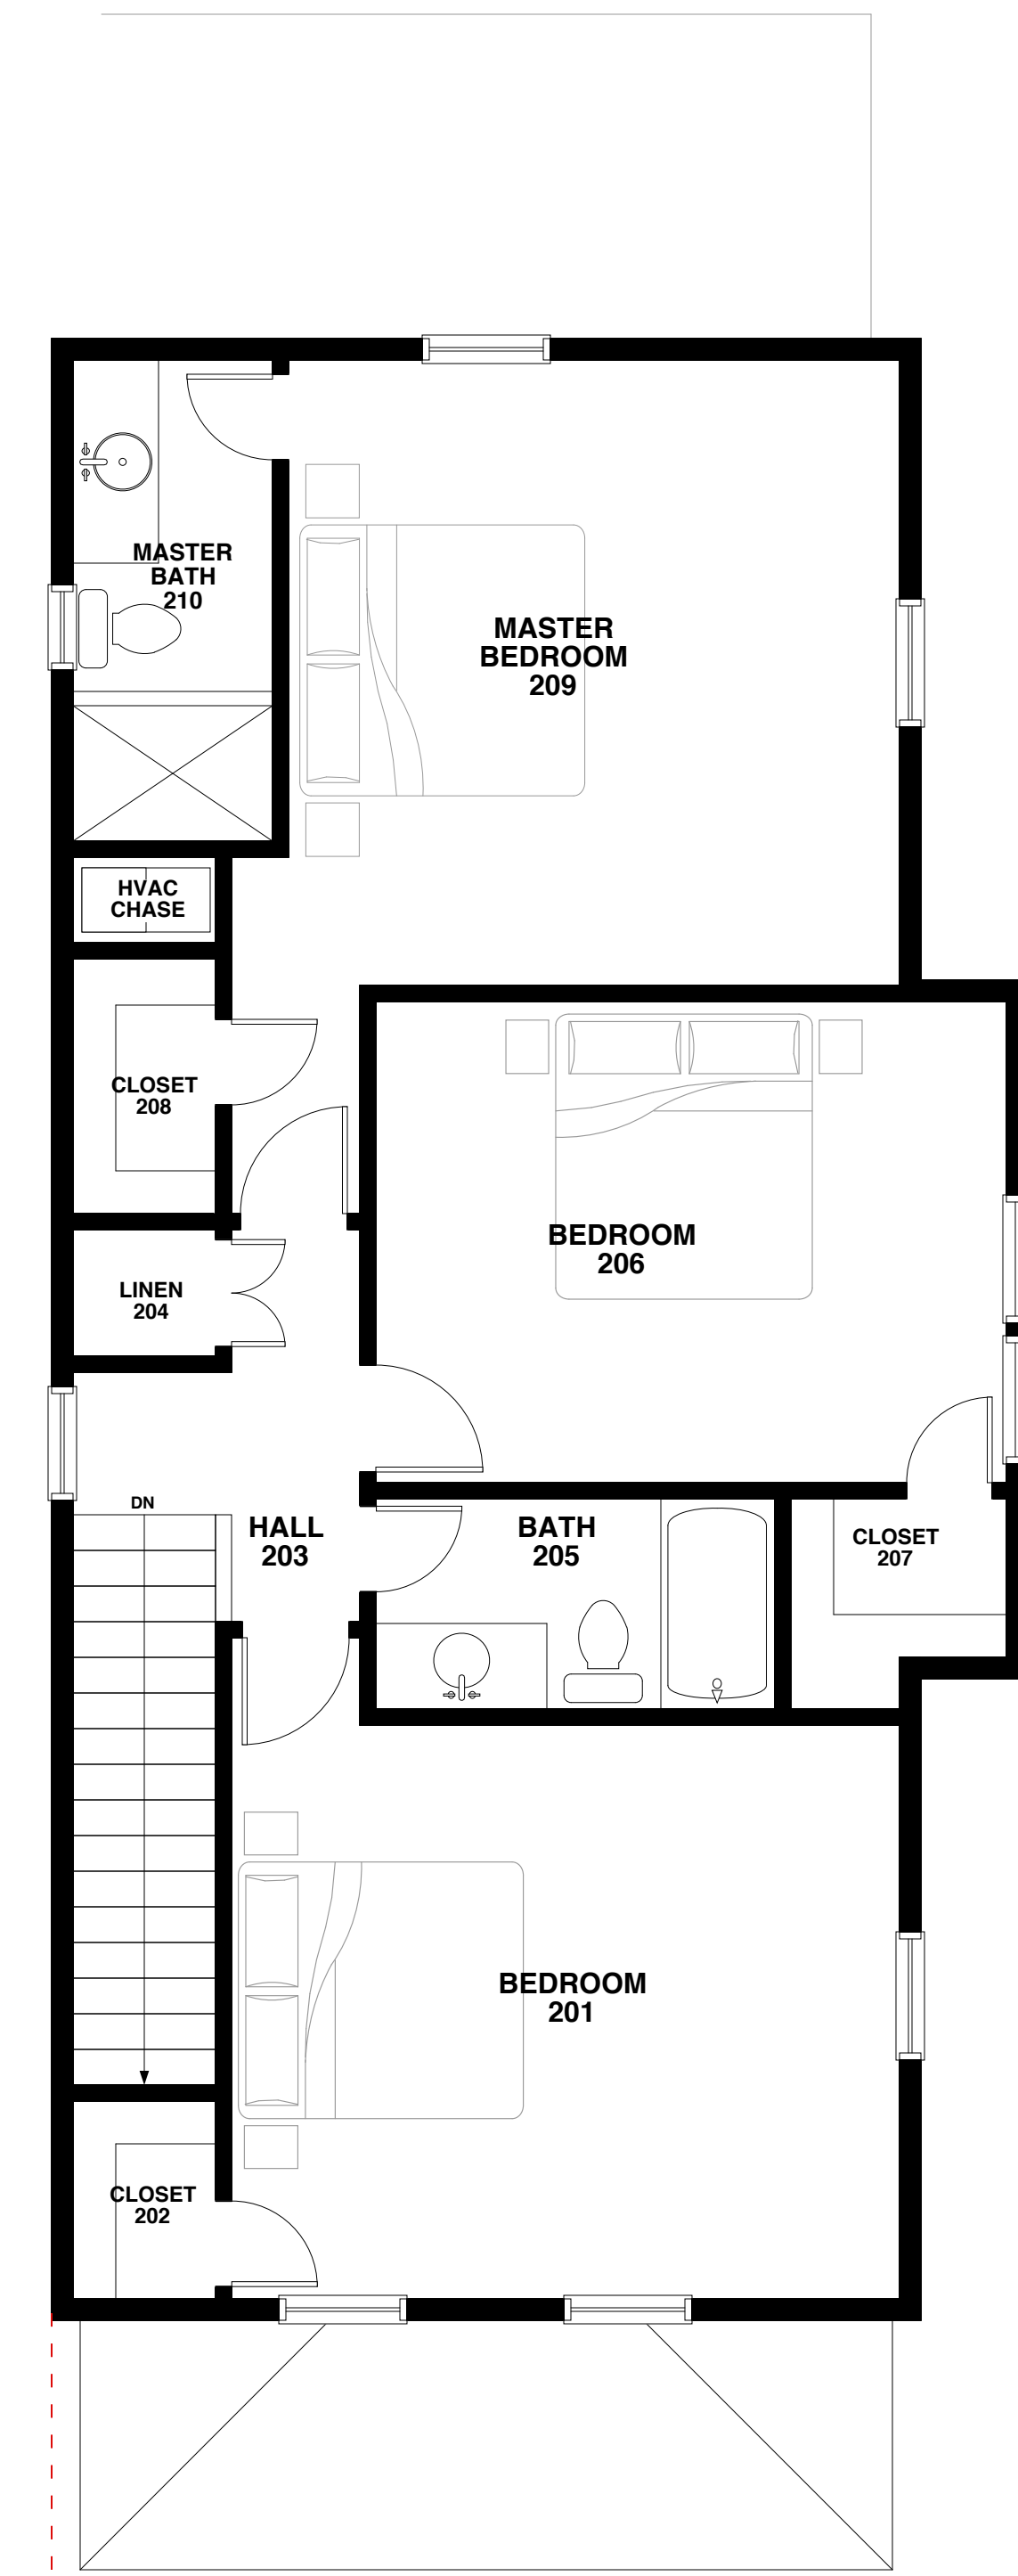 MASTER
BATH
210
MASTER
BEDROOM
209
HVAC
CHASE
CLOSET
208
BEDROOM
206
LINEN
204
DN
HALL
203
BATH
205
CLOSET
207
BEDROOM
201
CLOSET
202